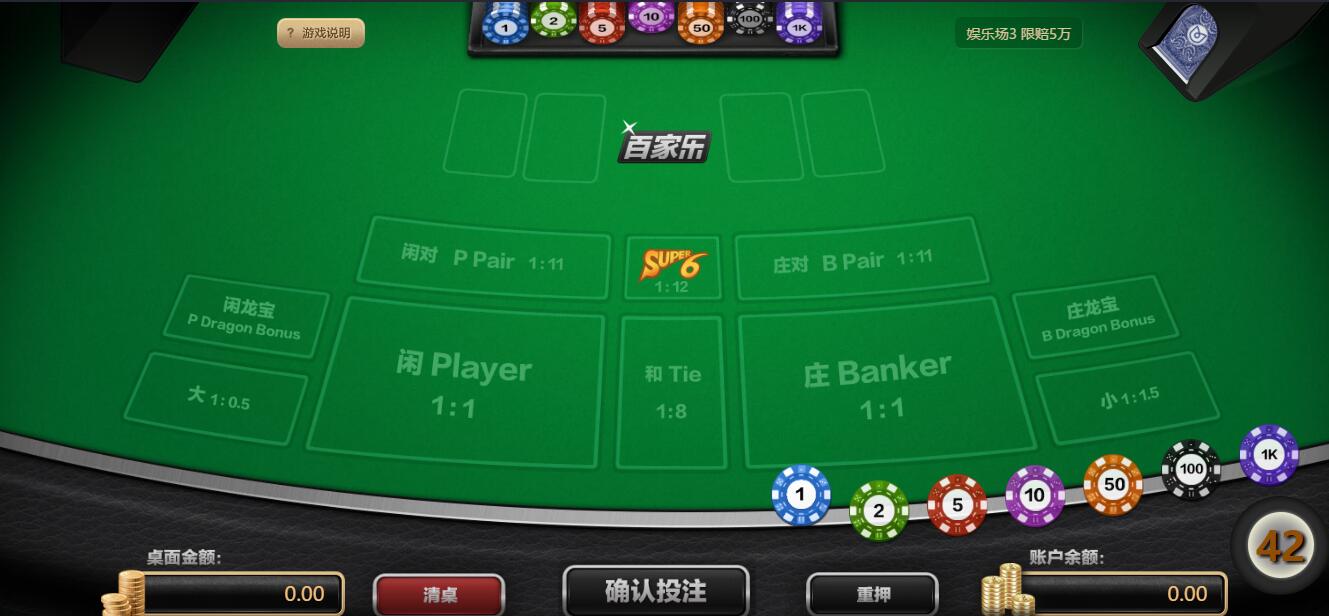 1
2
5
10
50
100
1K
? 游戏说明
娱乐场3 限赔5万
百家乐
闲对 P Pair 1:11
SUPER 6
1:12
庄对 B Pair 1:11
闲龙宝
P Dragon Bonus
庄龙宝
B Dragon Bonus
闲 Player
1:1
和 Tie
1:8
庄 Banker
1:1
大 1:0.5
小 1:1.5
1
2
5
10
50
100
1K
桌面金额:
0.00
清桌
确认投注
重押
账户余额:
0.00
42